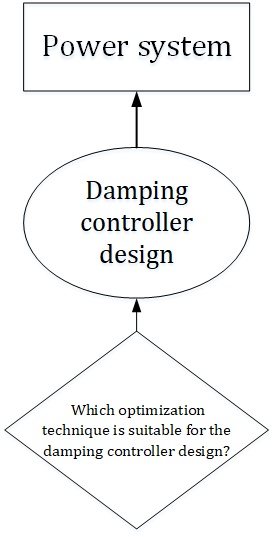 Power system
Damping
controller
design
Which optimization
technique is suitable for the
damping controller design?